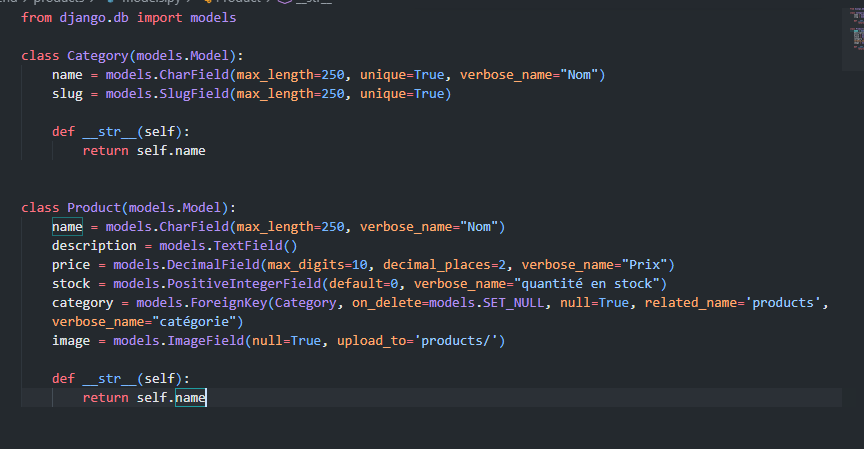 products > models.py > Product > __str__
from django.db import models
class Category(models.Model):
    name = models.CharField(max_length=250, unique=True, verbose_name="Nom")
    slug = models.SlugField(max_length=250, unique=True)
    def __str__(self):
        return self.name
class Product(models.Model):
    name = models.CharField(max_length=250, verbose_name="Nom")
    description = models.TextField()
    price = models.DecimalField(max_digits=10, decimal_places=2, verbose_name="Prix")
    stock = models.PositiveIntegerField(default=0, verbose_name="quantité en stock")
    category = models.ForeignKey(Category, on_delete=models.SET_NULL, null=True, related_name='products',
    verbose_name="catégorie")
    image = models.ImageField(null=True, upload_to='products/')
    def __str__(self):
        return self.name